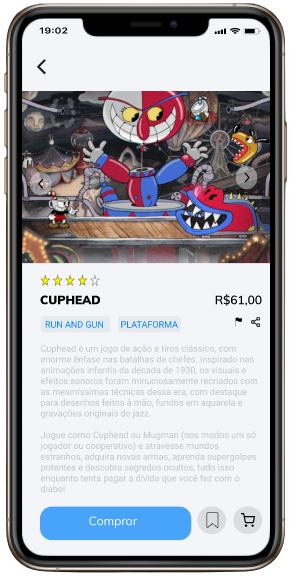 19:02
CUPHEAD
R$61,00
RUN AND GUN
PLATAFORMA
Cuphead é um jogo de ação e tiros clássico, com
enorme ênfase nas batalhas de chefes. Inspirado nas
animações infantis da década de 1930, os visuais e
efeitos sonoros foram minuciosamente recriados com
as mesmíssimas técnicas dessa era, com destaque
para desenhos feitos à mão, fundos em aquarela e
gravações originais de jazz.
Jogue como Cuphead ou Mugman (nos modos um só
jogador ou cooperativo) e atravesse mundos
estranhos, adquira novas armas, aprenda supergolpes
potentes e descubra segredos ocultos, tudo isso
enquanto tenta pagar a dívida que você fez com o
diabo!
Comprar